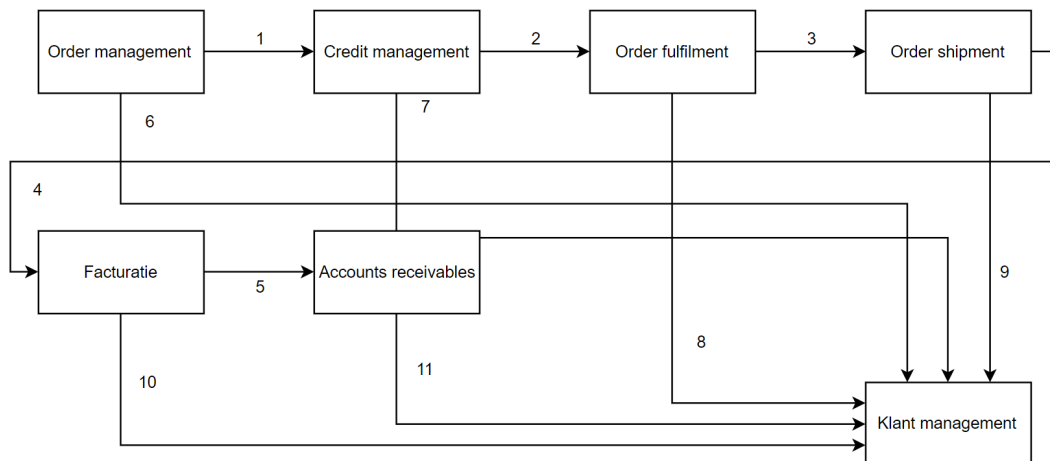 Order management
1
Credit management
2
Order fulfilment
3
Order shipment
6
7
4
Facturatie
5
Accounts receivables
9
8
10
11
Klant management